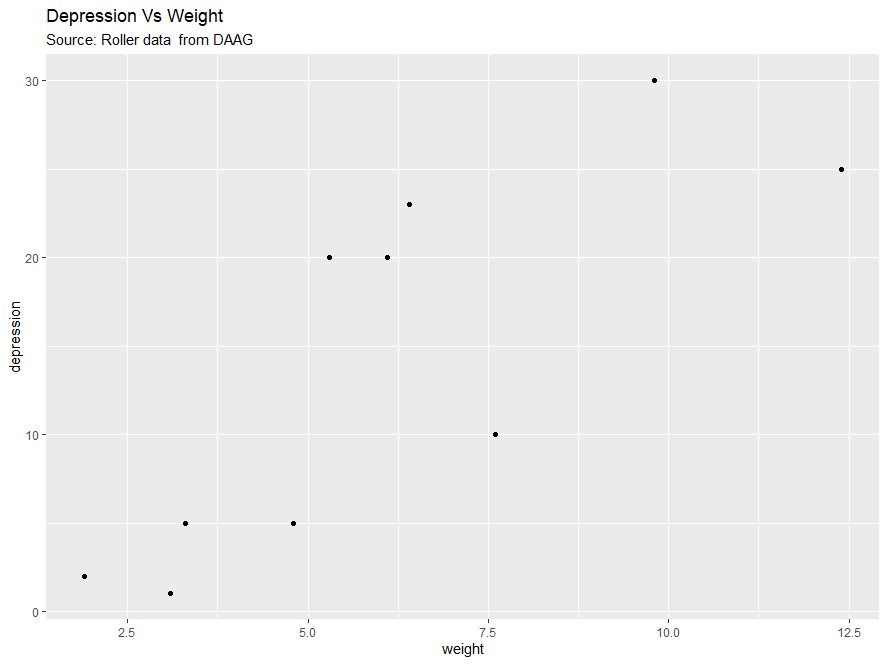 Depression Vs Weight
Source: Roller data  from DAAG
30
20
10
0
depression
2.5
5.0
7.5
10.0
12.5
weight